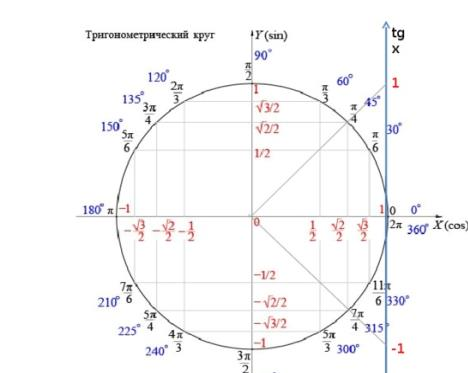 Тригонометрический круг
Y(sin)
tg
x
90°
π/2
120°
2π/3
60°
π/3
1
1
135°
3π/4
√3/2
45°
π/4
150°
5π/6
√2/2
30°
π/6
1/2
180° π -1
1 0 0°
0
2π 360° X(cos)
-√3/2 -√2/2 -1/2
1/2 √2/2 √3/2
-1/2
7π/6
210°
11π/6 330°
-√2/2
5π/4
225°
7π/4 315°
-√3/2
4π/3
240°
5π/3 300°
-1
-1
3π/2